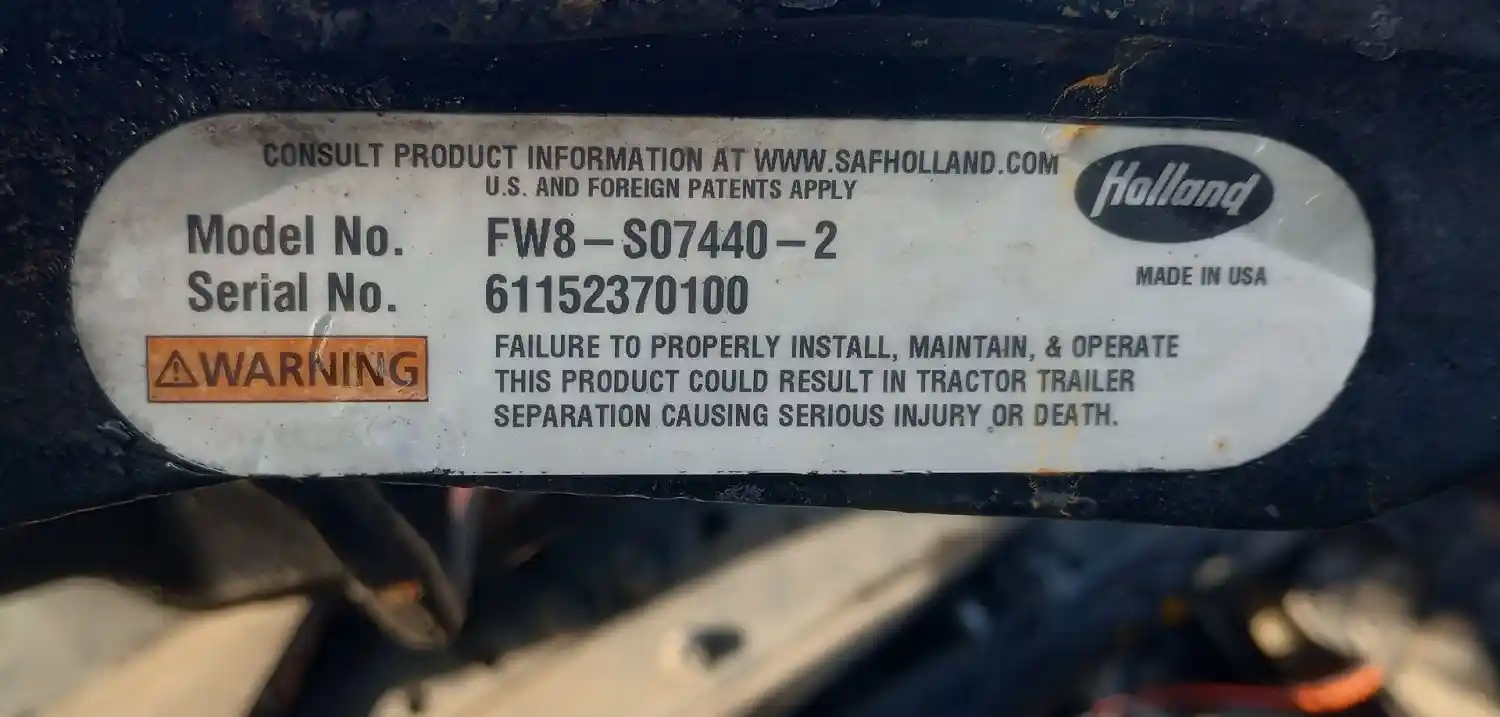 CONSULT PRODUCT INFORMATION AT WWW.SAFHOLLAND.COM
U.S. AND FOREIGN PATENTS APPLY
Holland
Model No. FW8-S07440-2
Serial No. 61152370100
MADE IN USA
⚠WARNING
FAILURE TO PROPERLY INSTALL, MAINTAIN, & OPERATE
THIS PRODUCT COULD RESULT IN TRACTOR TRAILER
SEPARATION CAUSING SERIOUS INJURY OR DEATH.